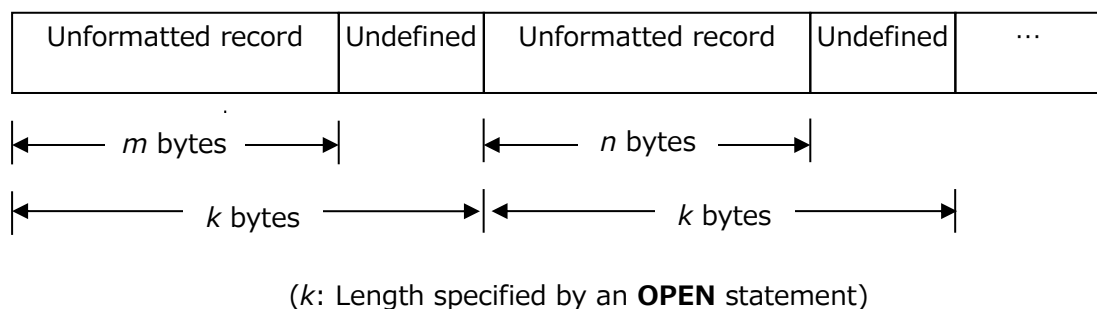 Unformatted record Undefined Unformatted record Undefined ...
m bytes n bytes
k bytes k bytes
(k: Length specified by an OPEN statement)